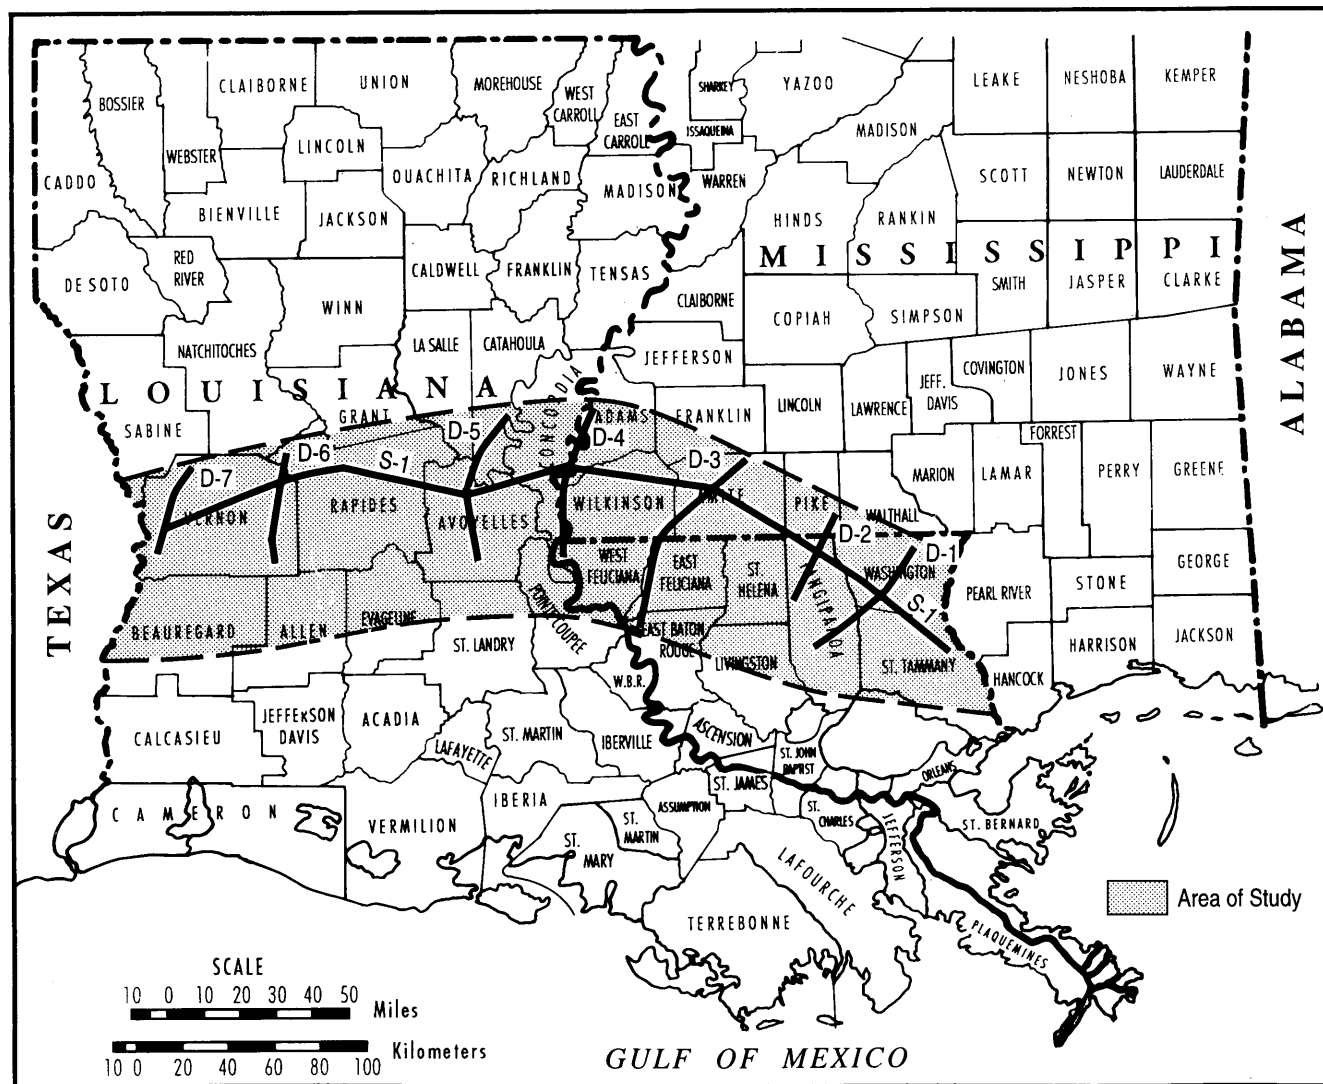 CLAIBORNE
UNION
MOREHOUSE
WEST
CARROLL
EAST
CARROLL
BOSSIER
WEBSTER
LINCOLN
OUACHITA
RICHLAND
MADISON
CADDO
BIENVILLE
JACKSON
SHARKEY
YAZOO
LEAKE
NESHOBA
KEMPER
ISSAQUENA
MADISON
WARREN
SCOTT
NEWTON
LAUDERDALE
HINDS
RANKIN
MISSISSIPPI
DE SOTO
RED
RIVER
CALDWELL
FRANKLIN
TENSAS
WINN
CLAIBORNE
COPIAH
SIMPSON
SMITH
JASPER
CLARKE
ALABAMA
NATCHITOCHES
LA SALLE
CATAHOULA
JEFFERSON
COVINGTON
JONES
WAYNE
LOUISIANA
CONCORDIA
LINCOLN
LAWRENCE
JEFF.
DAVIS
SABINE
GRANT
ADAMS
FRANKLIN
FORREST
D-7
D-6
S-1
D-5
D-4
D-3
MARION
LAMAR
PERRY
GREENE
VERNON
RAPIDES
AVOYELLES
WILKINSON
AMITE
PIKE
WALTHALL
D-2
D-1
TEXAS
WEST
FELICIANA
EAST
FELICIANA
ST.
HELENA
TANGIPAHOA
WASHINGTON
S-1
PEARL RIVER
STONE
GEORGE
BEAUREGARD
ALLEN
EVAGELINE
POINTE COUPEE
ST. LANDRY
EAST BATON
ROUGE
LIVINGSTON
ST. TAMMANY
HANCOCK
HARRISON
JACKSON
W.B.R.
CALCASIEU
JEFFERSON
DAVIS
ACADIA
LAFAYETTE
ST. MARTIN
IBERVILLE
ASCENSION
ST. JOHN
BAPTIST
ORLEANS
CAMERON
VERMILION
IBERIA
ST.
MARY
ST.
MARTIN
ASSUMPTION
ST. JAMES
ST.
CHARLES
JEFFERSON
ST. BERNARD
LAFOURCHE
TERREBONNE
PLAQUEMINES
Area of Study
SCALE
10 0 10 20 30 40 50
Miles
Kilometers
10 0 20 40 60 80 100
GULF OF MEXICO